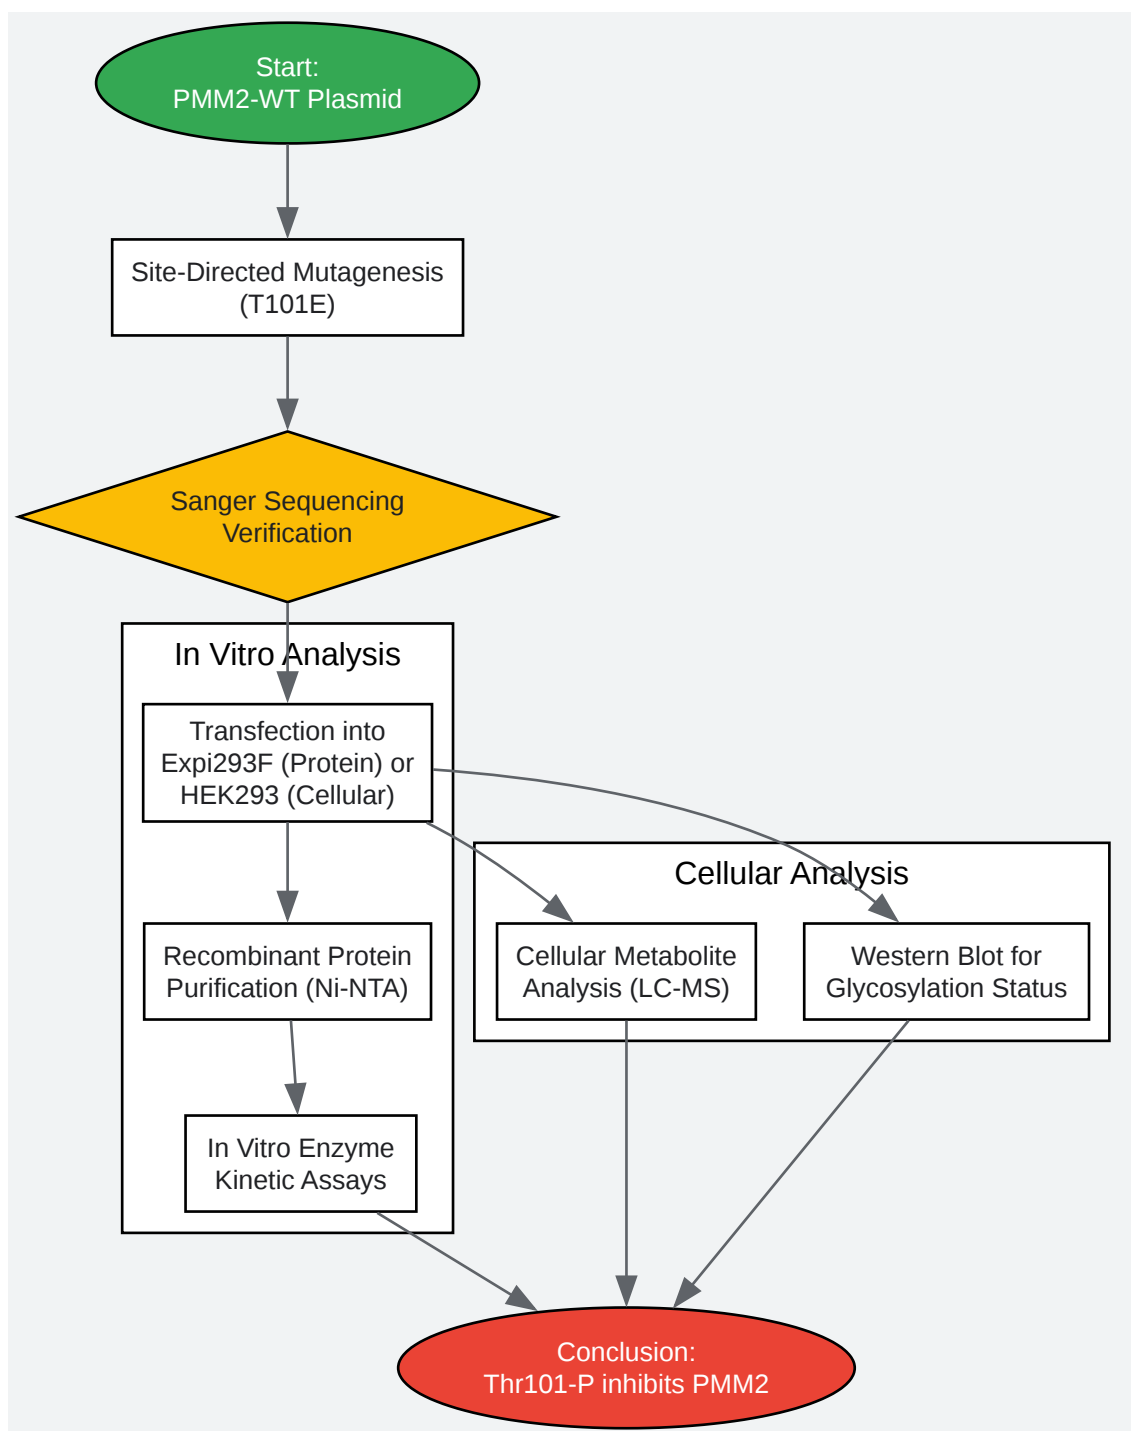 Start:
PMM2-WT Plasmid
Site-Directed Mutagenesis
(T101E)
Sanger Sequencing
Verification
In Vitro Analysis
Transfection into
Expi293F (Protein) or
HEK293 (Cellular)
Cellular Analysis
Recombinant Protein
Purification (Ni-NTA)
Cellular Metabolite
Analysis (LC-MS)
Western Blot for
Glycosylation Status
In Vitro Enzyme
Kinetic Assays
Conclusion:
Thr101-P inhibits PMM2